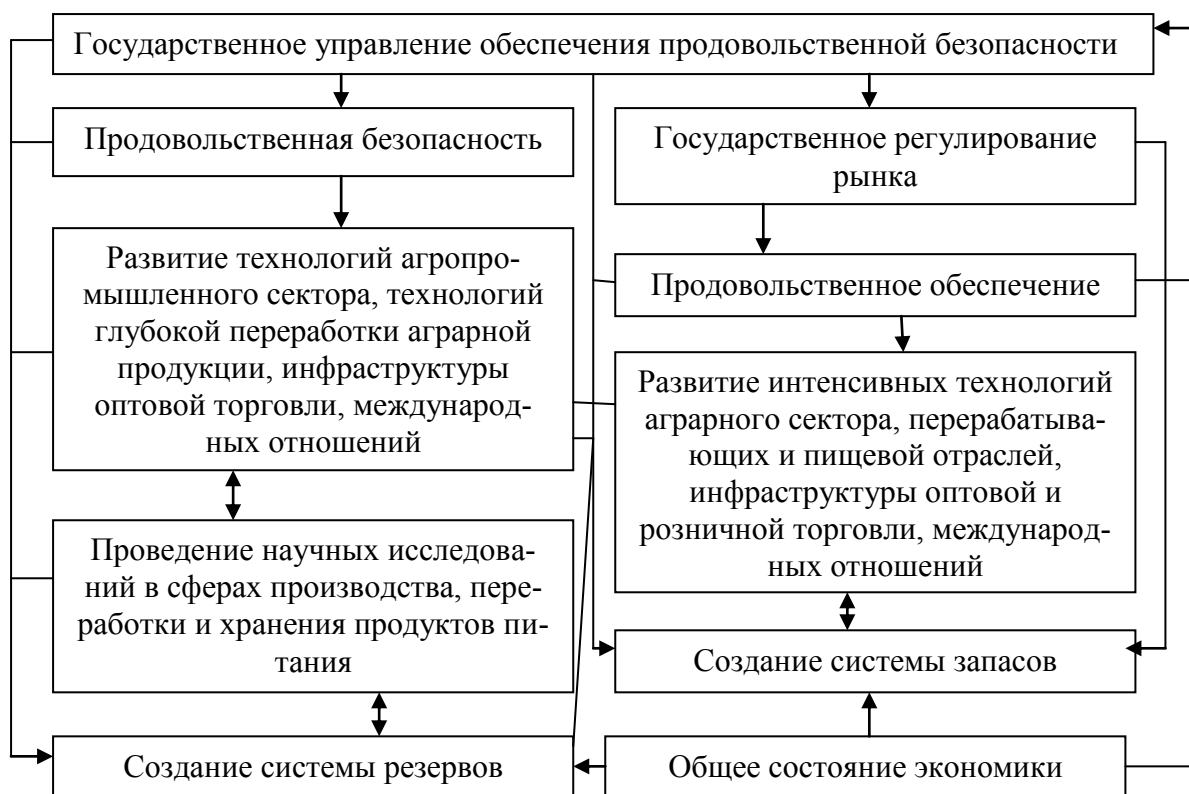 Государственное управление обеспечения продовольственной безопасности
Продовольственная безопасность
Государственное регулирование
рынка
Развитие технологий агропро-
мышленного сектора, технологий
глубокой переработки аграрной
продукции, инфраструктуры
оптовой торговли, международ-
ных отношений
Продовольственное обеспечение
Развитие интенсивных технологий
аграрного сектора, перерабатыва-
ющих и пищевой отраслей,
инфраструктуры оптовой и
розничной торговли, международ-
ных отношений
Проведение научных исследова-
ний в сферах производства, пере-
работки и хранения продуктов пи-
тания
Создание системы запасов
Создание системы резервов
Общее состояние экономики